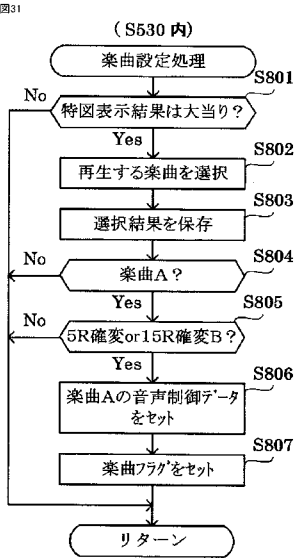 図31
(S530 内)
楽曲設定処理
S801
特図表示結果は大当り?
No
Yes
S802
再生する楽曲を選択
S803
選択結果を保存
S804
楽曲A?
No
Yes
S805
5R確変or15R確変B?
No
Yes
S806
楽曲Aの音声制御データ
をセット
S807
楽曲フラグをセット
リターン